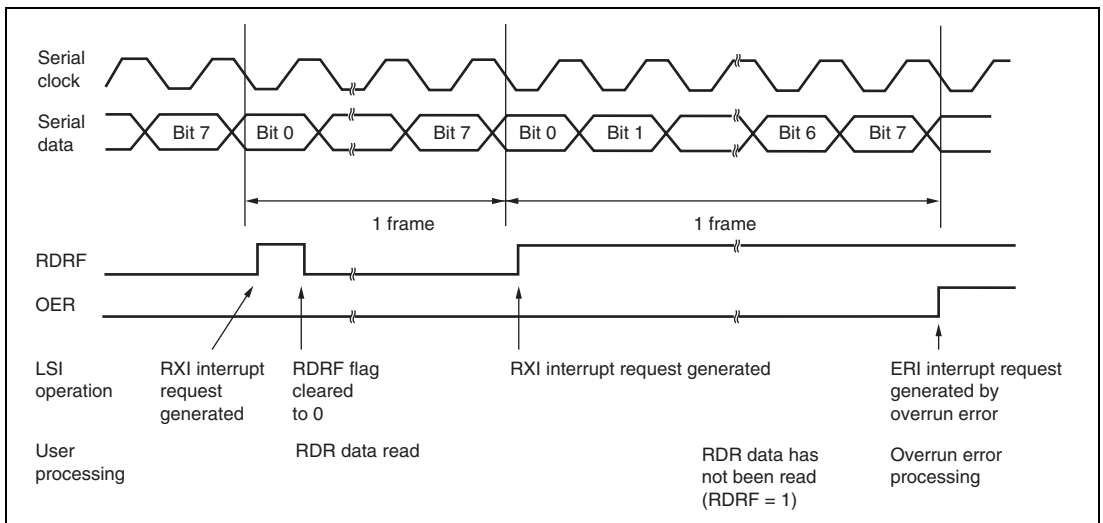 Serial
clock
Serial
data
Bit 7
Bit 0
Bit 7
Bit 0
Bit 1
Bit 6
Bit 7
1 frame
1 frame
RDRF
OER
LSI
operation
RXI interrupt
request
generated
RDRF flag
cleared
to 0
RXI interrupt request generated
ERI interrupt request
generated by
overrun error
User
processing
RDR data read
RDR data has
not been read
(RDRF = 1)
Overrun error
processing